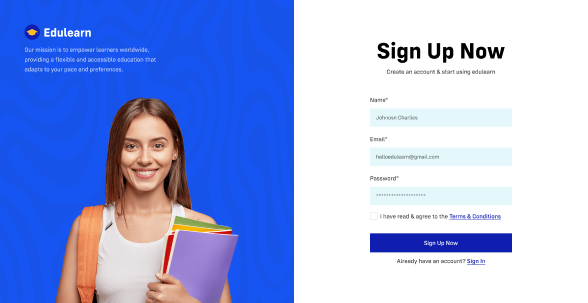 Edulearn
Our mission is to empower learners worldwide,
providing a flexible and accessible education that
adapts to your pace and preferences.
Sign Up Now
Create an account & start using edulearn
Name*
Johnosn Charlies
Email*
helloedulearn@gmail.com
Password*
********************
I have read & agree to the Terms & Conditions
Sign Up Now
Already have an account? Sign In